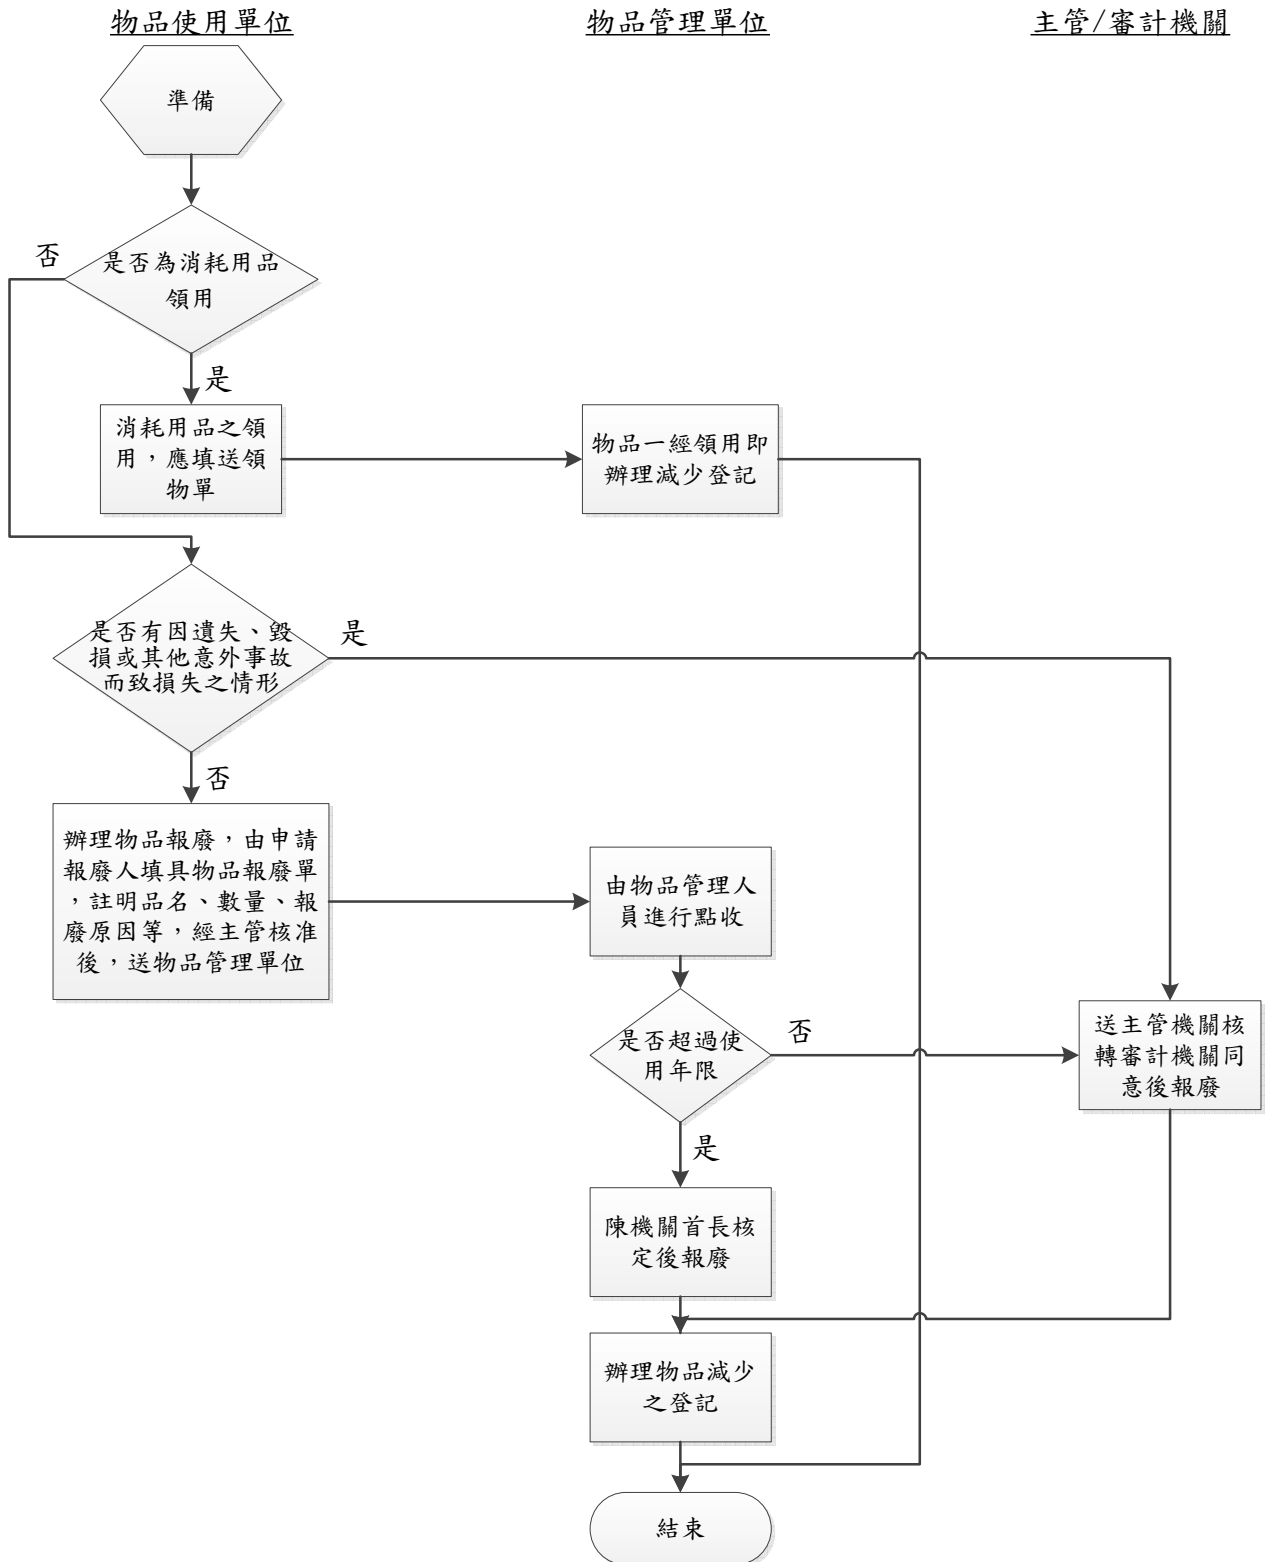 物品使用單位
物品管理單位
主管/審計機關
準備
否
是否為消耗用品
領用
是
消耗用品之領
用，應填送領
物單
物品一經領用即
辦理減少登記
是否有因遺失、毀
損或其他意外事故
而致損失之情形
是
否
辦理物品報廢，由申請
報廢人填具物品報廢單
，註明品名、數量、報
廢原因等，經主管核准
後，送物品管理單位
由物品管理人
員進行點收
是否超過使
用年限
否
送主管機關核
轉審計機關同
意後報廢
是
陳機關首長核
定後報廢
辦理物品減少
之登記
結束